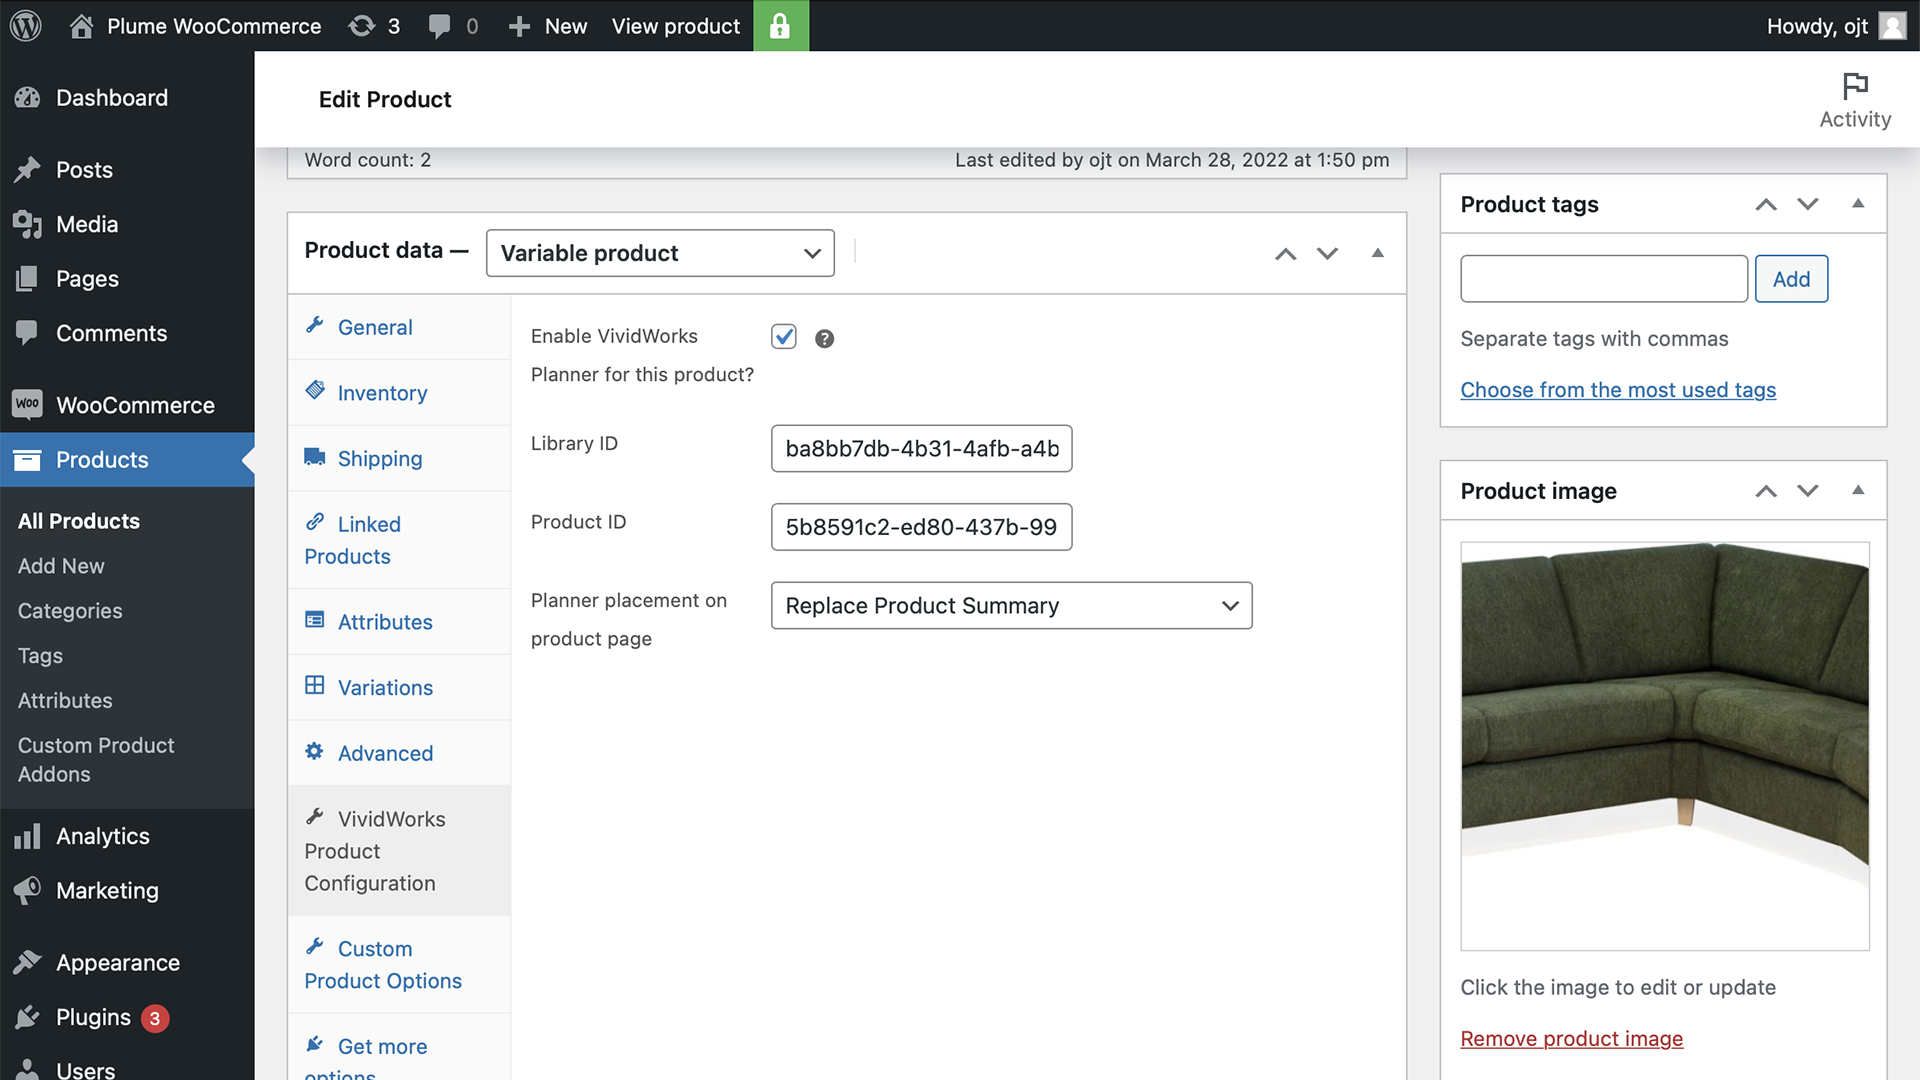 Plume WooCommerce 3 0 New View product Howdy, ojt
Dashboard
Posts
Media
Pages
Comments
Woo WooCommerce
Products
All Products
Add New
Categories
Tags
Attributes
Custom Product
Addons
Analytics
Marketing
Appearance
Plugins 3
Users
Edit Product
Activity
Word count: 2 Last edited by ojt on March 28, 2022 at 1:50 pm
Product data — Variable product
General
Inventory
Shipping
Linked
Products
Attributes
Variations
Advanced
VividWorks
Product
Configuration
Custom
Product Options
Get more
options
Enable VividWorks
Planner for this product?
Library ID ba8bb7db-4b31-4afb-a4b
Product ID 5b8591c2-ed80-437b-99
Planner placement on
product page
Replace Product Summary
Product tags
Add
Separate tags with commas
Choose from the most used tags
Product image
Click the image to edit or update
Remove product image